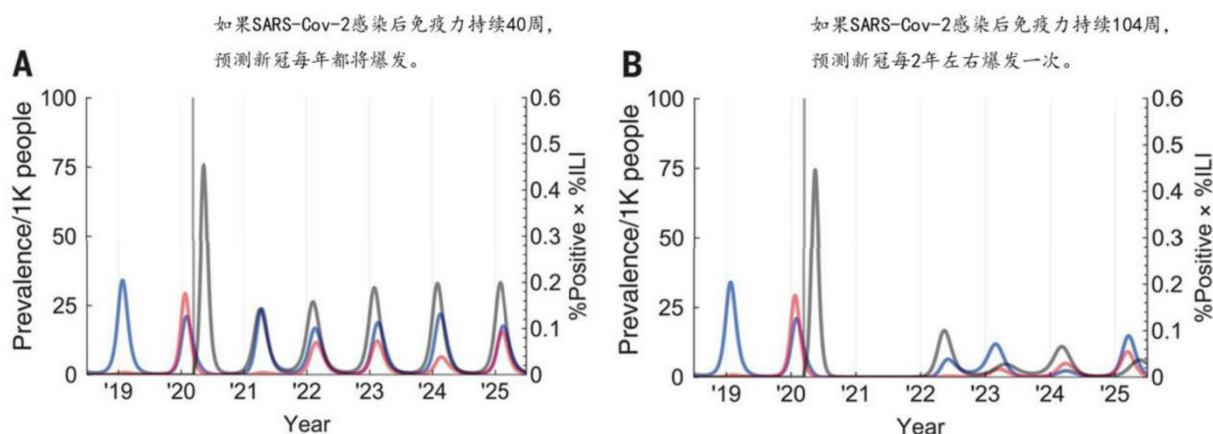 如果SARS-Cov-2感染后免疫力持续40周，
预测新冠每年都将爆发。
A
100
75
50
25
0
Prevalence/1K people
0.6
0.5
0.4
0.3
0.2
0.1
0
%Positive × %ILI
'19 '20 '21 '22 '23 '24 '25
Year
如果SARS-Cov-2感染后免疫力持续104周，
预测新冠每2年左右爆发一次。
B
100
75
50
25
0
Prevalence/1K people
0.6
0.5
0.4
0.3
0.2
0.1
0
%Positive × %ILI
'19 '20 '21 '22 '23 '24 '25
Year